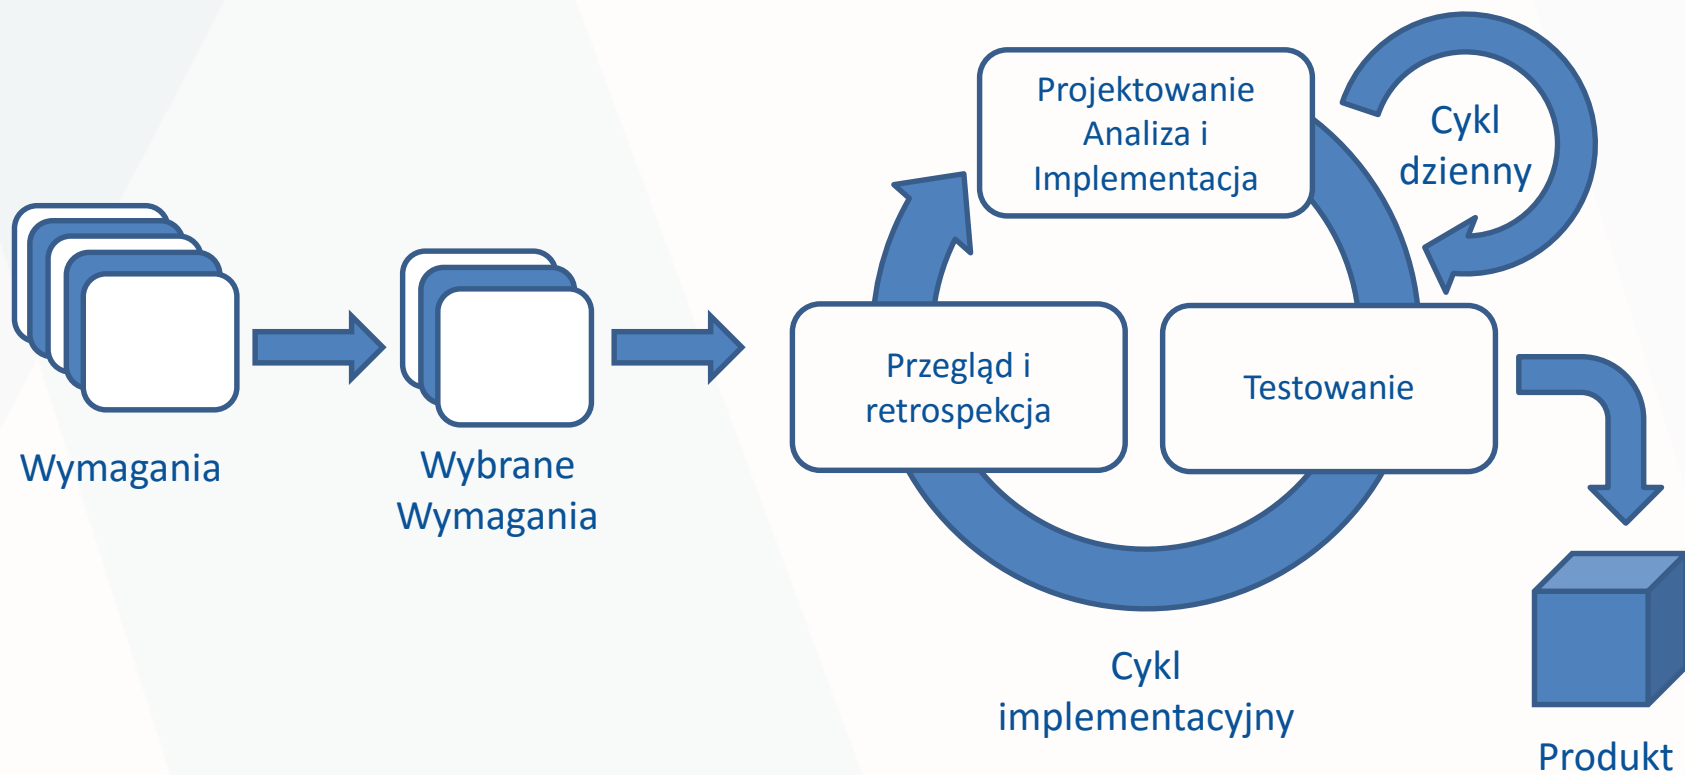 Wymagania
Wybrane
Wymagania
Projektowanie
Analiza i
Implementacja
Cykl
dzienny
Przegląd i
retrospekcja
Testowanie
Cykl
implementacyjny
Produkt